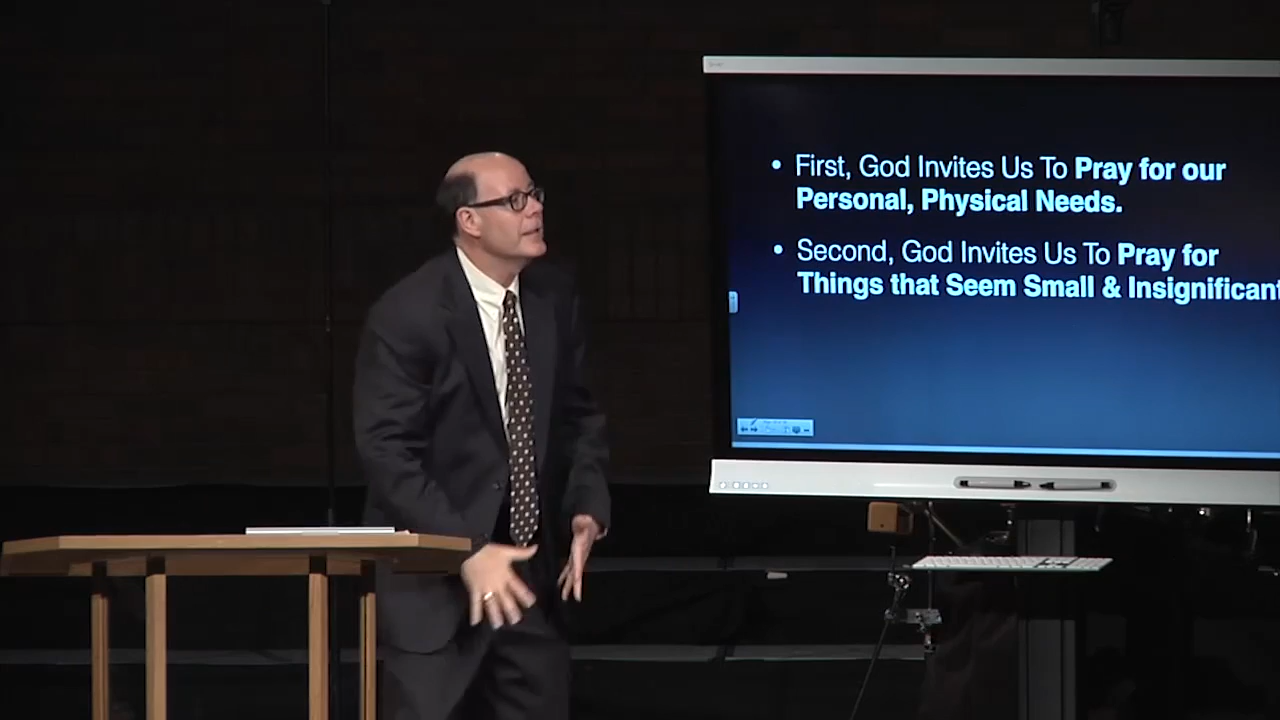 • First, God Invites Us To Pray for our
Personal, Physical Needs.
• Second, God Invites Us To Pray for
Things that Seem Small & Insignificant